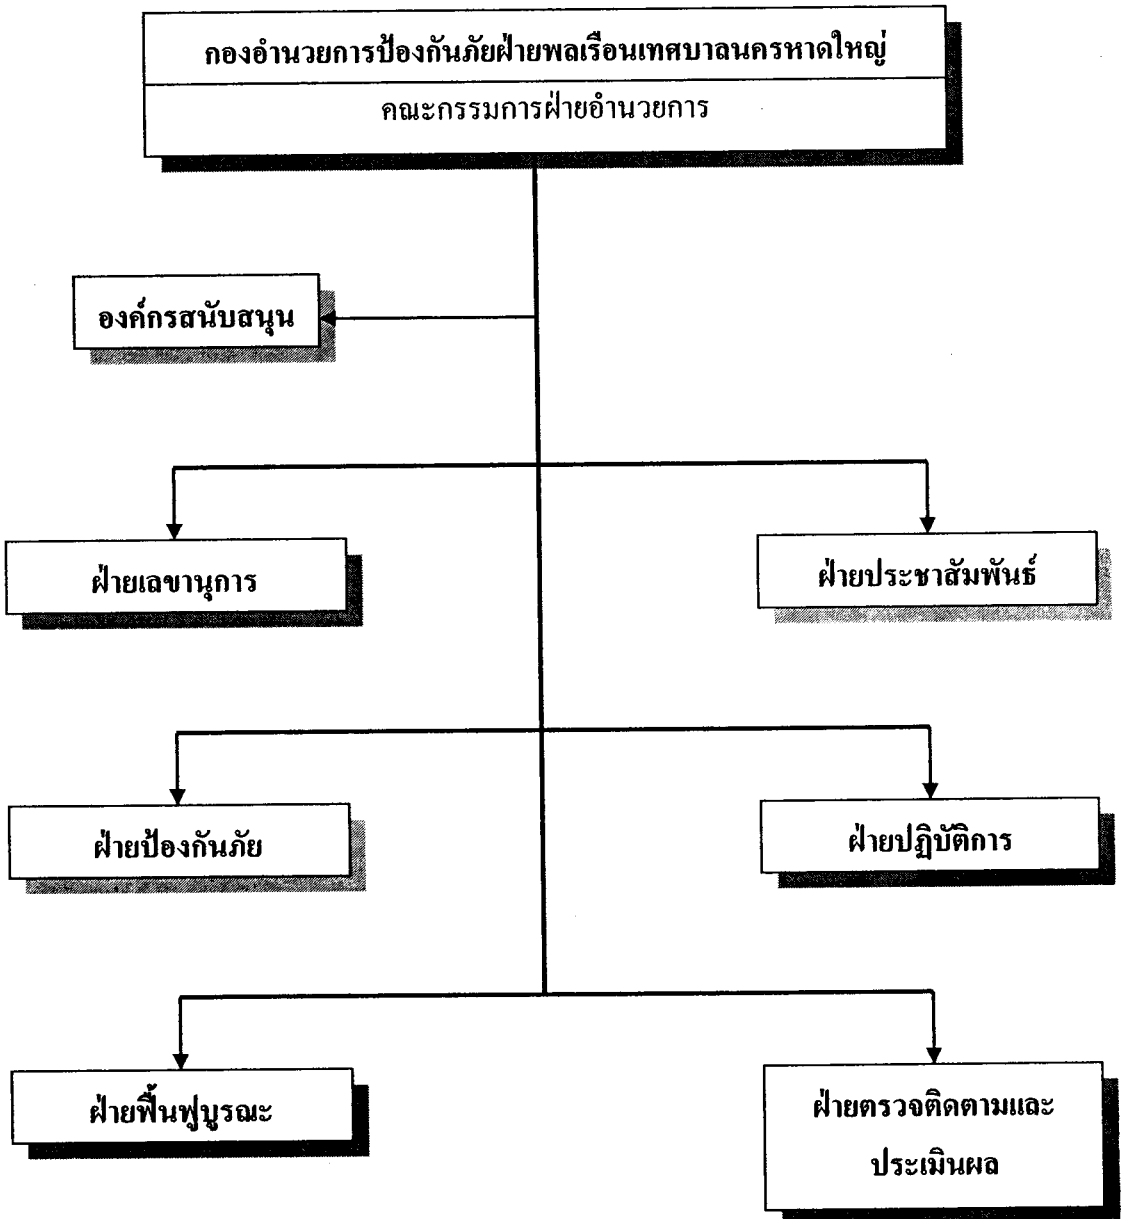 กองอำนวยการป้องกันภัยฝ่ายพลเรือนเทศบาลนครหาดใหญ่
คณะกรรมการฝ่ายอำนวยการ
องค์กรสนับสนุน
ฝ่ายเลขานุการ
ฝ่ายประชาสัมพันธ์
ฝ่ายป้องกันภัย
ฝ่ายปฏิบัติการ
ฝ่ายฟื้นฟูบูรณะ
ฝ่ายตรวจติดตามและ
ประเมินผล